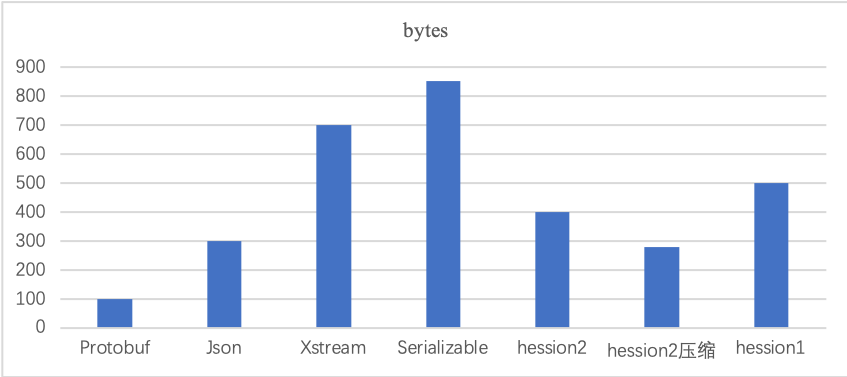 bytes
900
800
700
600
500
400
300
200
100
0
Protobuf
Json
Xstream
Serializable
hession2
hession2压缩
hession1